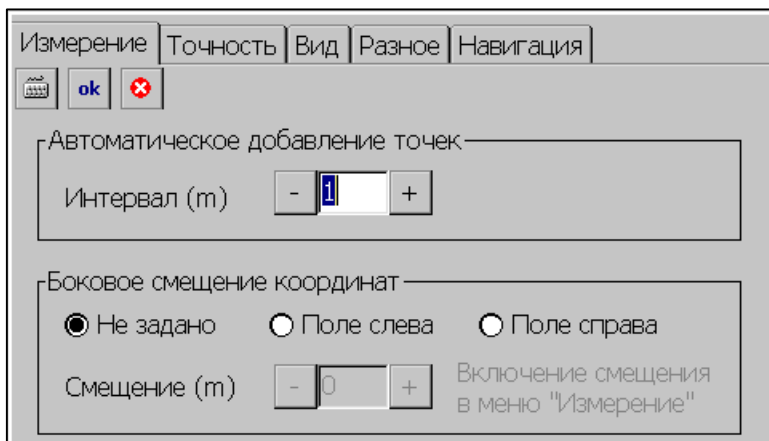 Измерение Точность Вид Разное Навигация
ok
Автоматическое добавление точек
Интервал (m) - 1 +
Боковое смещение координат
Не задано Поле слева Поле справа
Смещение (m) - 0 + Включение смещения
в меню "Измерение"